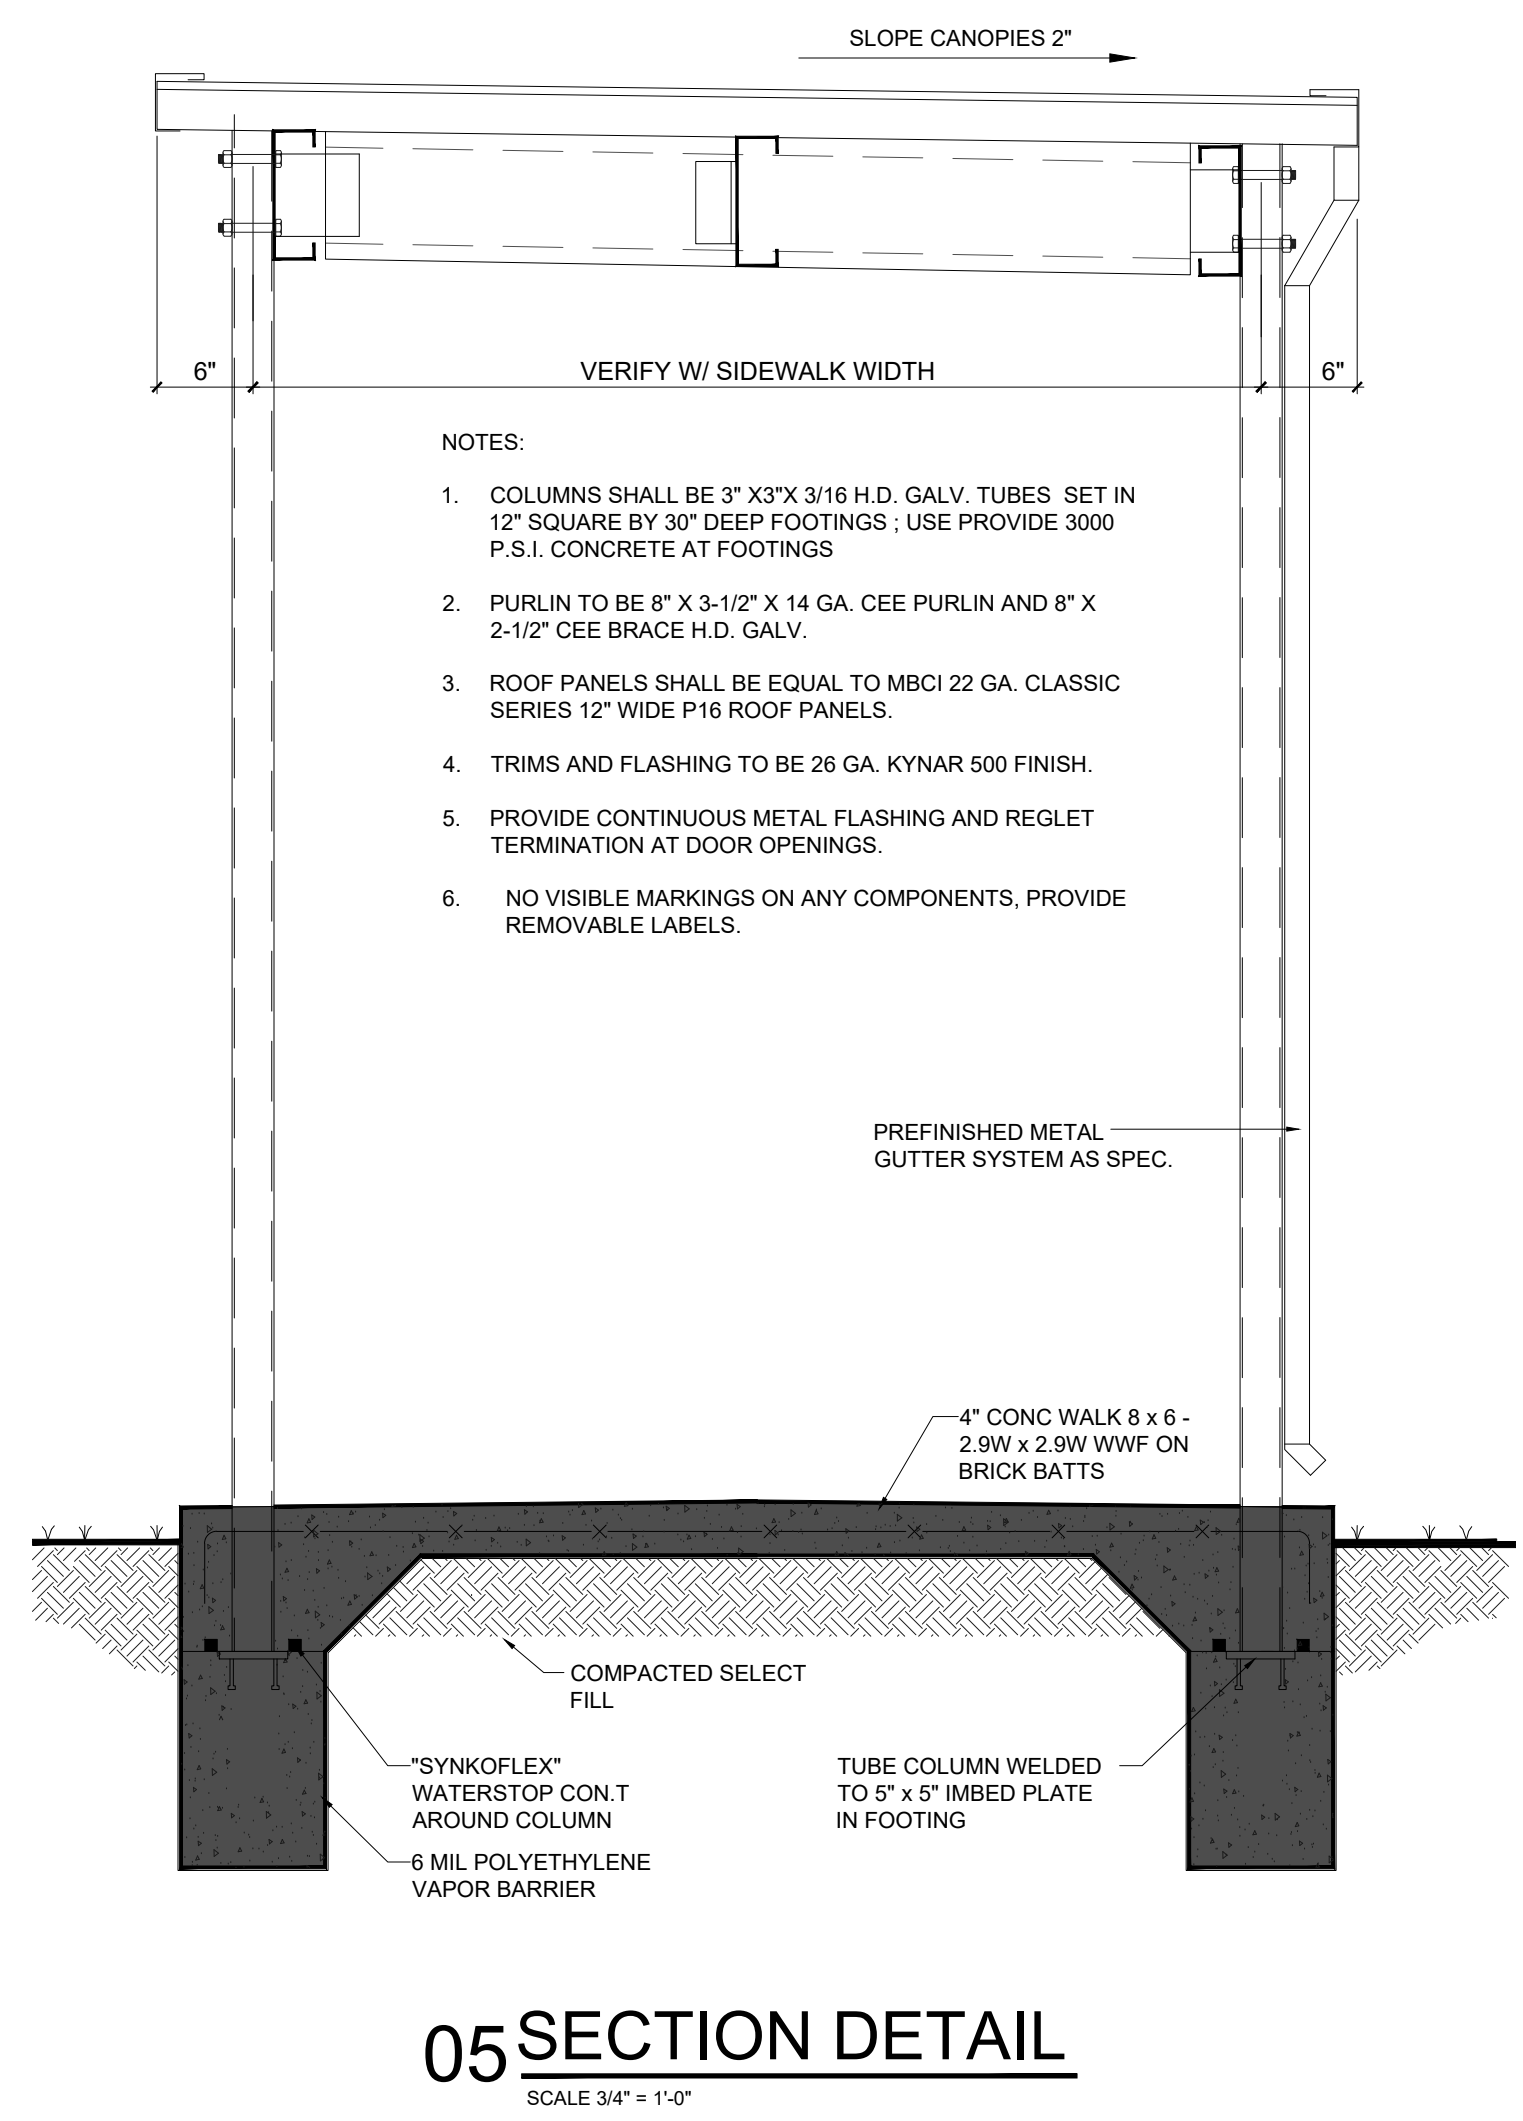 SLOPE CANOPIES 2"
6"
VERIFY W/ SIDEWALK WIDTH
6"
NOTES:
1. COLUMNS SHALL BE 3" X3"X 3/16 H.D. GALV. TUBES SET IN
12" SQUARE BY 30" DEEP FOOTINGS ; USE PROVIDE 3000
P.S.I. CONCRETE AT FOOTINGS
2. PURLIN TO BE 8" X 3-1/2" X 14 GA. CEE PURLIN AND 8" X
2-1/2" CEE BRACE H.D. GALV.
3. ROOF PANELS SHALL BE EQUAL TO MBCI 22 GA. CLASSIC
SERIES 12" WIDE P16 ROOF PANELS.
4. TRIMS AND FLASHING TO BE 26 GA. KYNAR 500 FINISH.
5. PROVIDE CONTINUOUS METAL FLASHING AND REGLET
TERMINATION AT DOOR OPENINGS.
6. NO VISIBLE MARKINGS ON ANY COMPONENTS, PROVIDE
REMOVABLE LABELS.
PREFINISHED METAL
GUTTER SYSTEM AS SPEC.
4" CONC WALK 8 x 6 -
2.9W x 2.9W WWF ON
BRICK BATTS
COMPACTED SELECT
FILL
"SYNKOFLEX"
WATERSTOP CON.T
AROUND COLUMN
TUBE COLUMN WELDED
TO 5" x 5" IMBED PLATE
IN FOOTING
6 MIL POLYETHYLENE
VAPOR BARRIER
05 SECTION DETAIL
SCALE 3/4" = 1'-0"